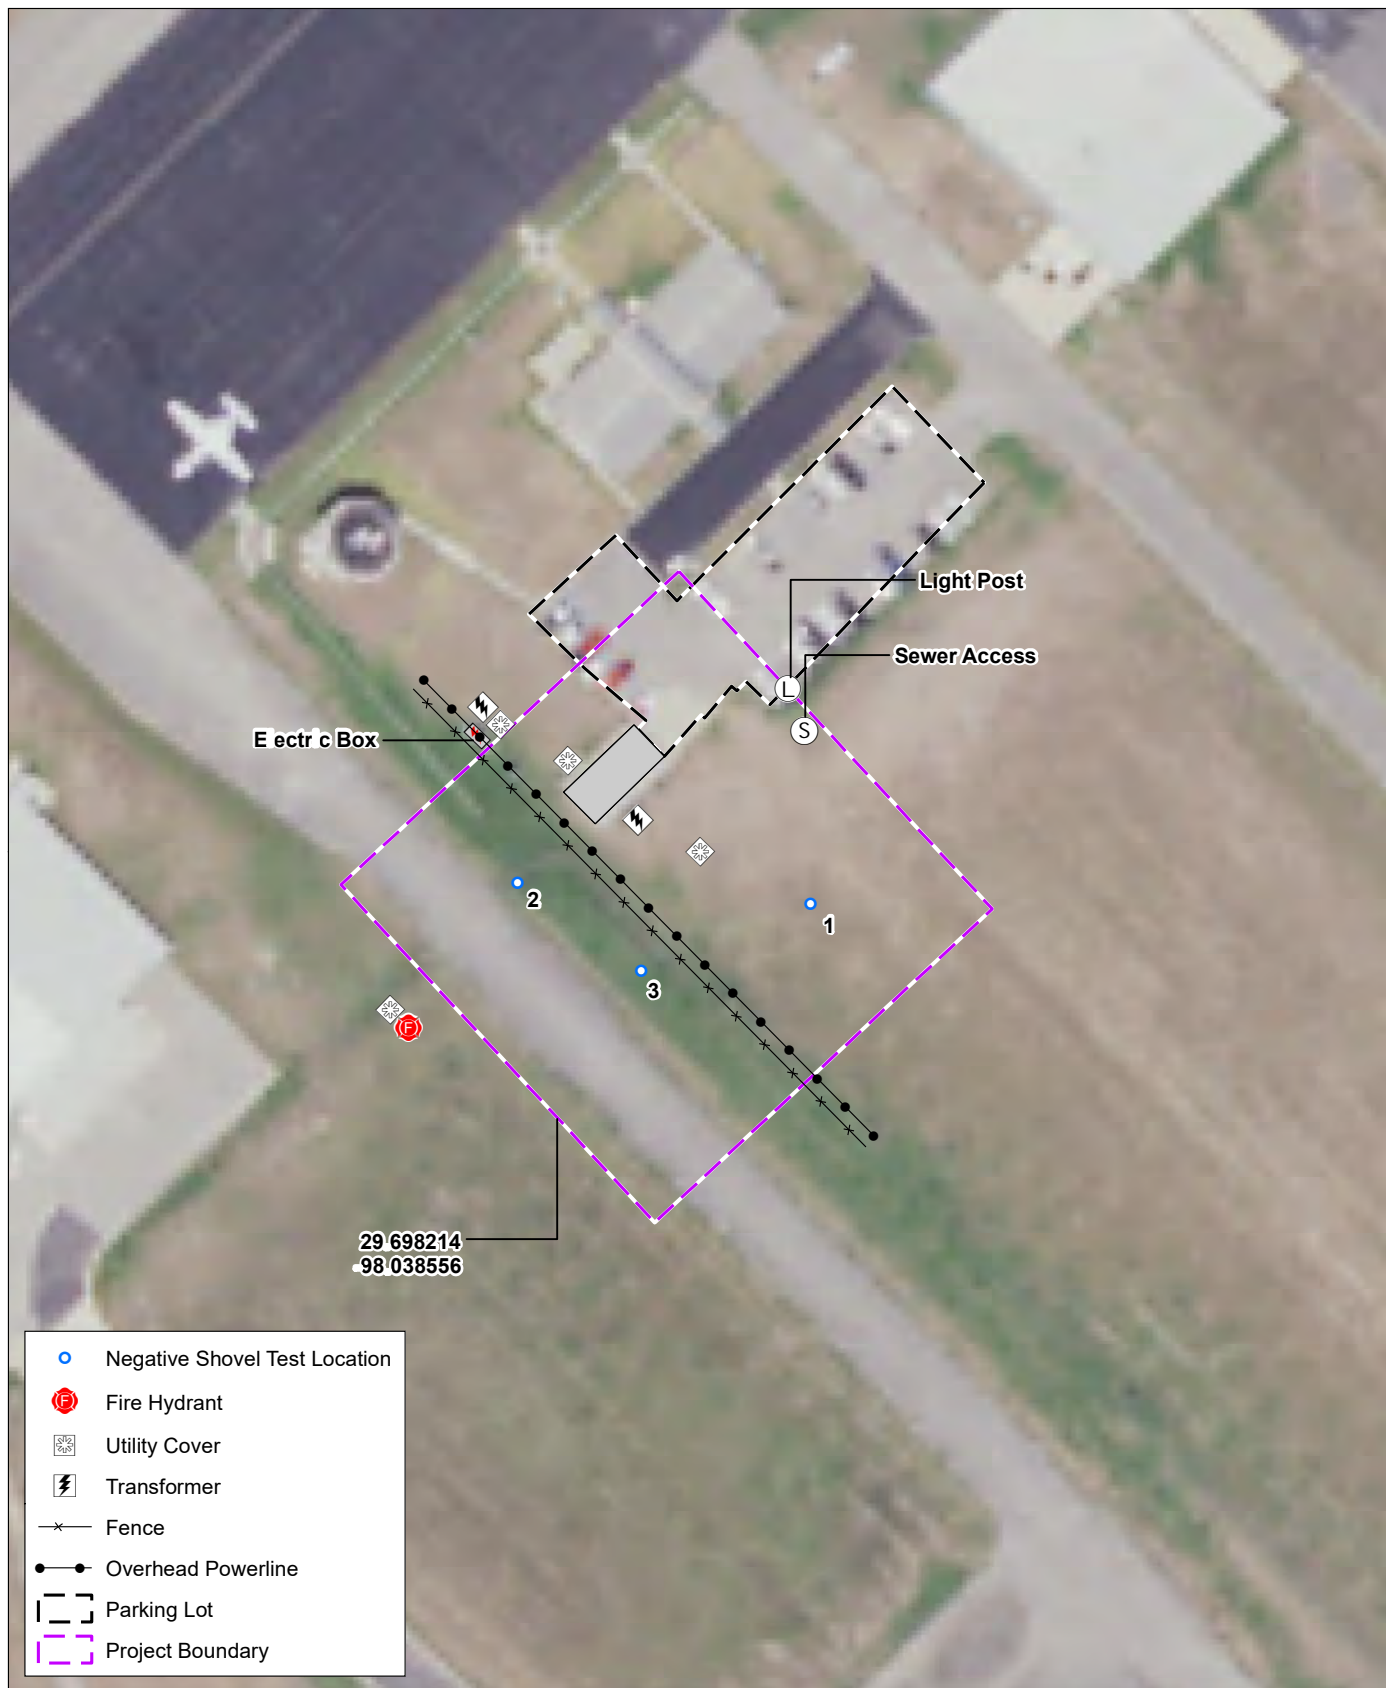 Light Post
Sewer Access
L
S
E ectr c Box
2
1
3
F
29.698214
-98.038556
Negative Shovel Test Location
F Fire Hydrant
Utility Cover
Transformer
Fence
Overhead Powerline
Parking Lot
Project Boundary